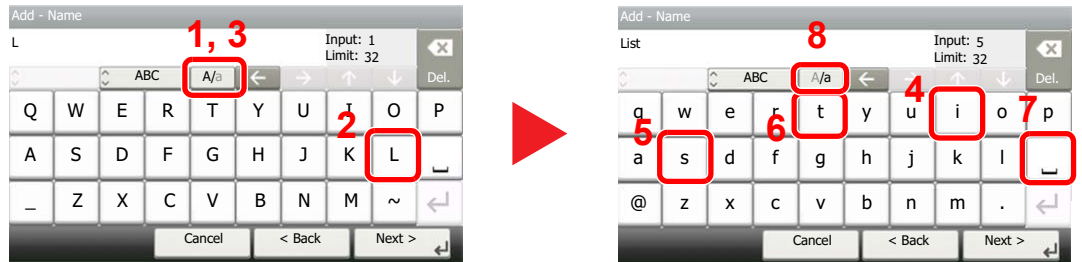 Add - Name
L
Input: 1
Limit: 32
1, 3
ABC
A/a
Del.
Q W E R T Y U I O P
2
A S D F G H J K L
_ Z X C V B N M ~
Cancel
< Back
Next >
Add - Name
List
8
Input: 5
Limit: 32
ABC
A/a
Del.
4
7
q w e r t y u i o p
5
6
a s d f g h j k l
@ z x c v b n m .
Cancel
< Back
Next >